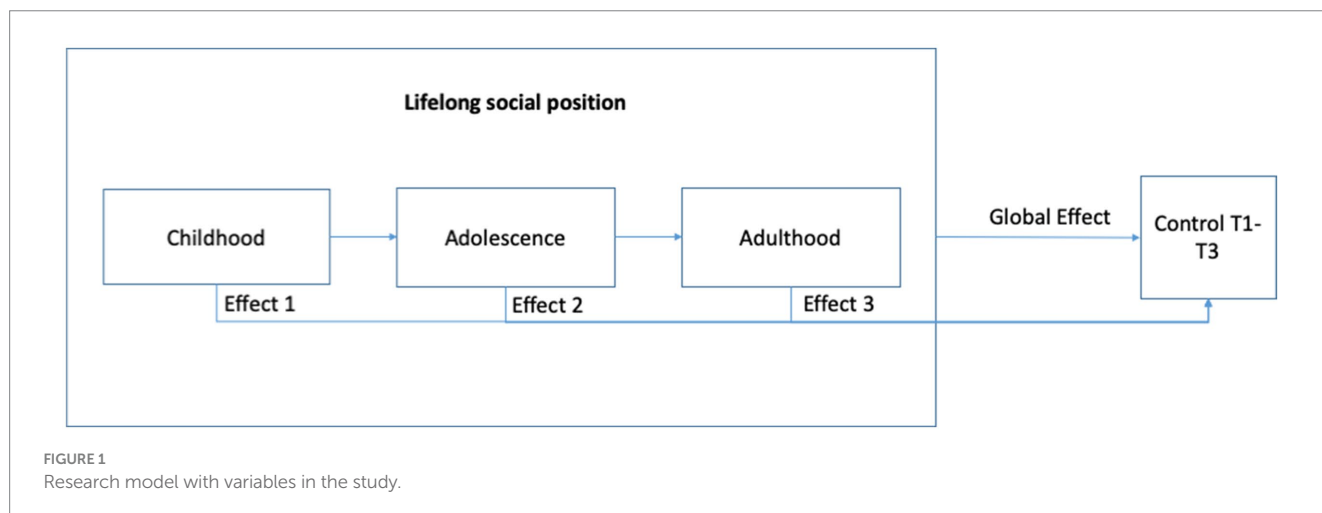 Lifelong social position
Childhood
Adolescence
Adulthood
Global Effect
Control T1-
T3
Effect 1
Effect 2
Effect 3
FIGURE 1
Research model with variables in the study.